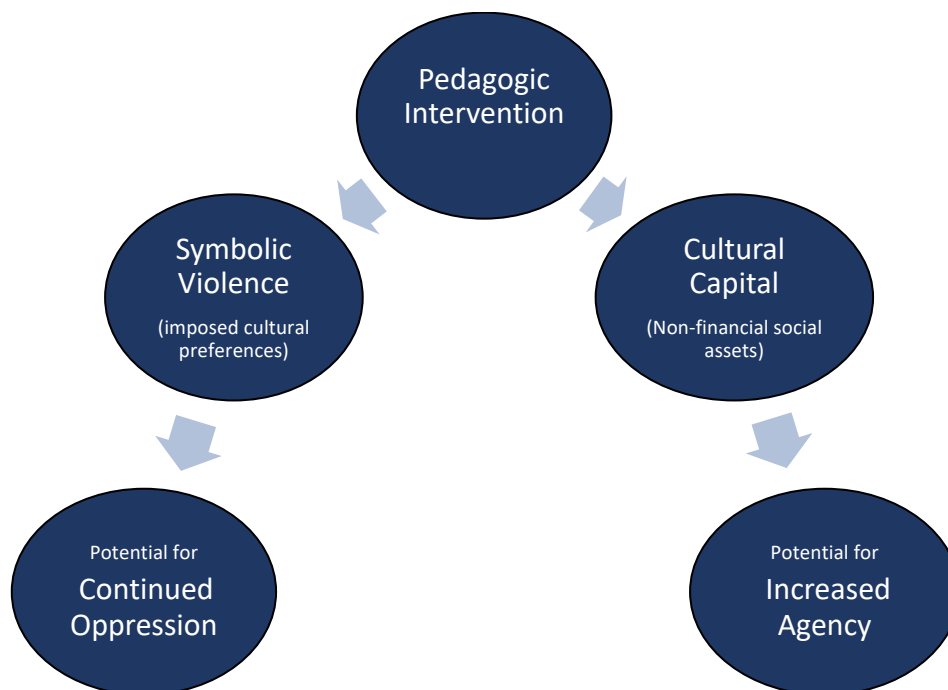 Pedagogic
Intervention
Symbolic
Violence
(imposed cultural
preferences)
Cultural
Capital
(Non-financial social
assets)
Potential for
Continued
Oppression
Potential for
Increased
Agency